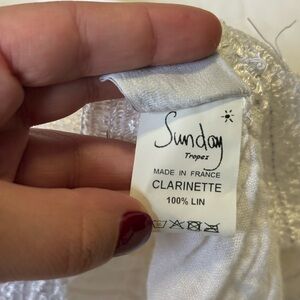 Sunday
Tropez
MADE IN FRANCE
CLARINETTE
100% LIN